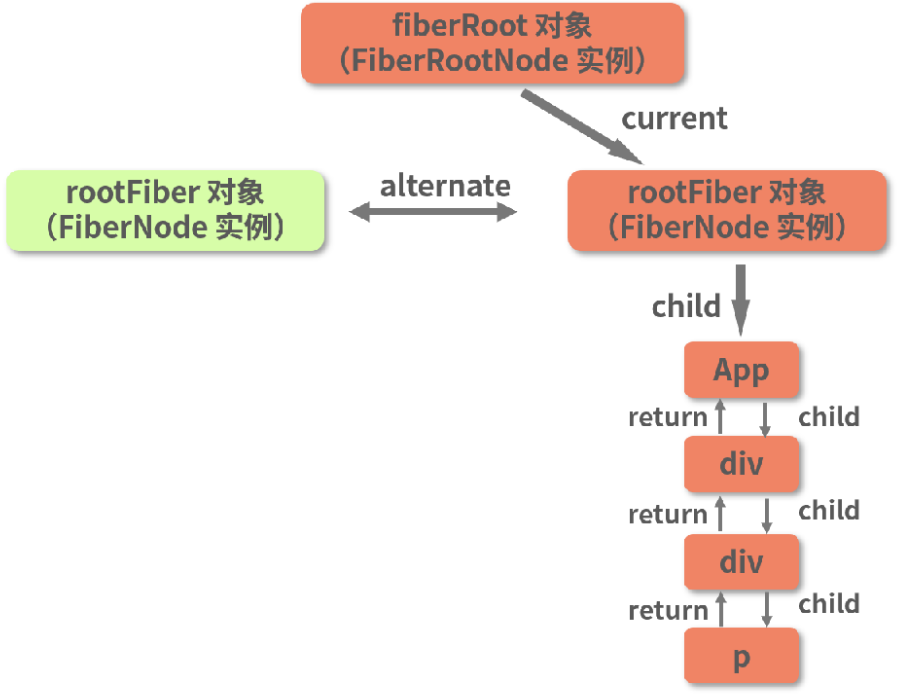 fiberRoot 对象
（FiberRootNode 实例）
current
rootFiber 对象
（FiberNode 实例）
alternate
rootFiber 对象
（FiberNode 实例）
child
App
return
child
div
return
child
div
return
child
p